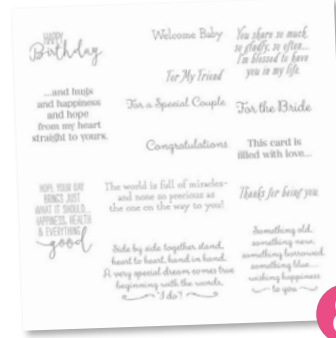 HAPPY
Birthday
Welcome Baby
You share so much,
so gladly, so often...
I'm blessed to have
you in my life.
For My Friend
...and hugs
and happiness
and hope
from my heart
straight to yours.
For a Special Couple
For the Bride
Congratulations
This card is
filled with love...
HOPE YOUR DAY
BRINGS JUST
WHAT IT SHOULD...
HAPPINESS, HEALTH
& EVERYTHING
good
The world is full of miracles-
and none so precious as
the one on the way to you!
Thanks for being you.
Side by side together stand,
heart to heart, hand in hand.
A very special dream comes true
beginning with the words,
"I do"!
Something old,
something new,
something borrowed,
something blue...
wishing happiness
to you